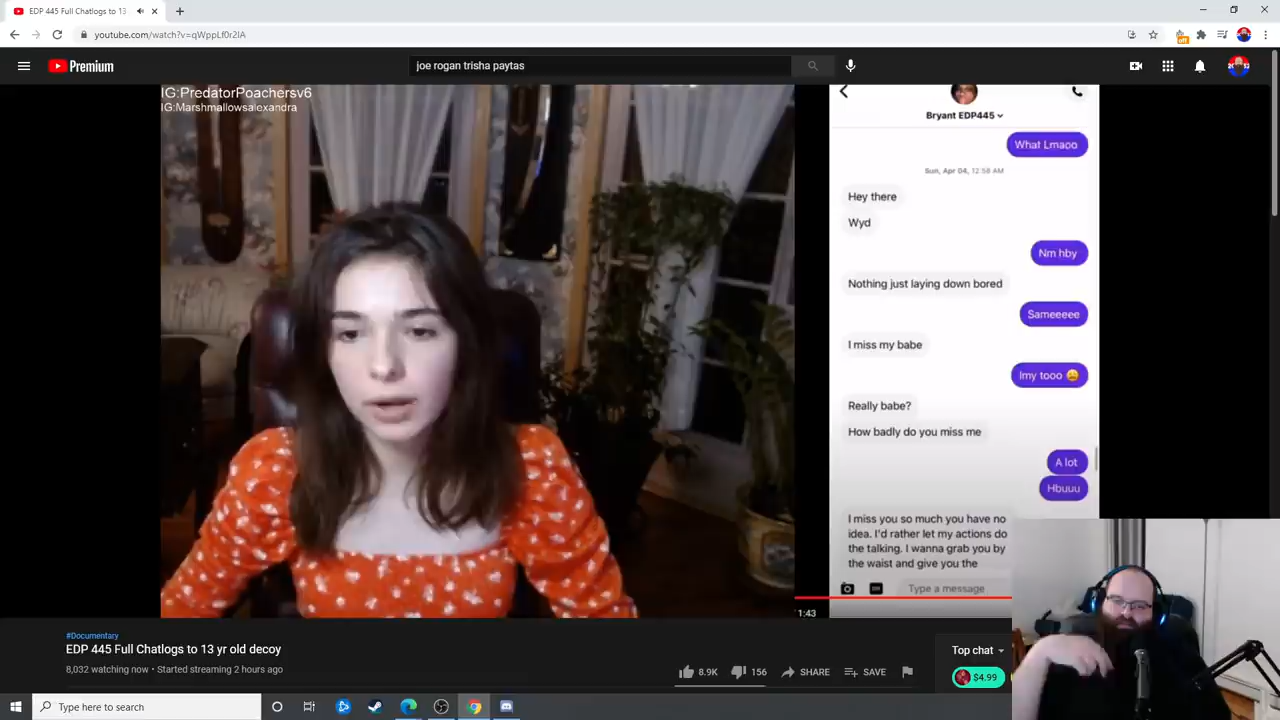 EDP 445 Full Chatlogs to 13
youtube.com/watch?v=qWppLf0r2lA
off
Premium
joe rogan trisha paytas
IG:PredatorPoachersv6
IG:Marshmallowsalexandra
Bryant EDP445
What Lmaoo
Sun, Apr 04, 12:58 AM
Hey there
Wyd
Nm hby
Nothing just laying down bored
Sameeeee
I miss my babe
Imy tooo 😩
Really babe?
How badly do you miss me
A lot
Hbuuu
I miss you so much you have no
idea. I'd rather let my actions do
the talking. I wanna grab you by
the waist and give you the
Type a message
1:43
#Documentary
EDP 445 Full Chatlogs to 13 yr old decoy
8,032 watching now • Started streaming 2 hours ago
8.9K
156
SHARE
SAVE
Top chat
$4.99
Type here to search